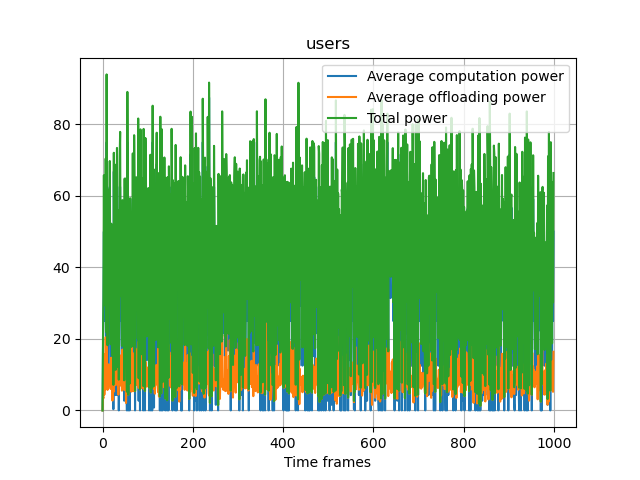 users
Average computation power
Average offloading power
Total power
80
60
40
20
0
0 200 400 600 800 1000
Time frames